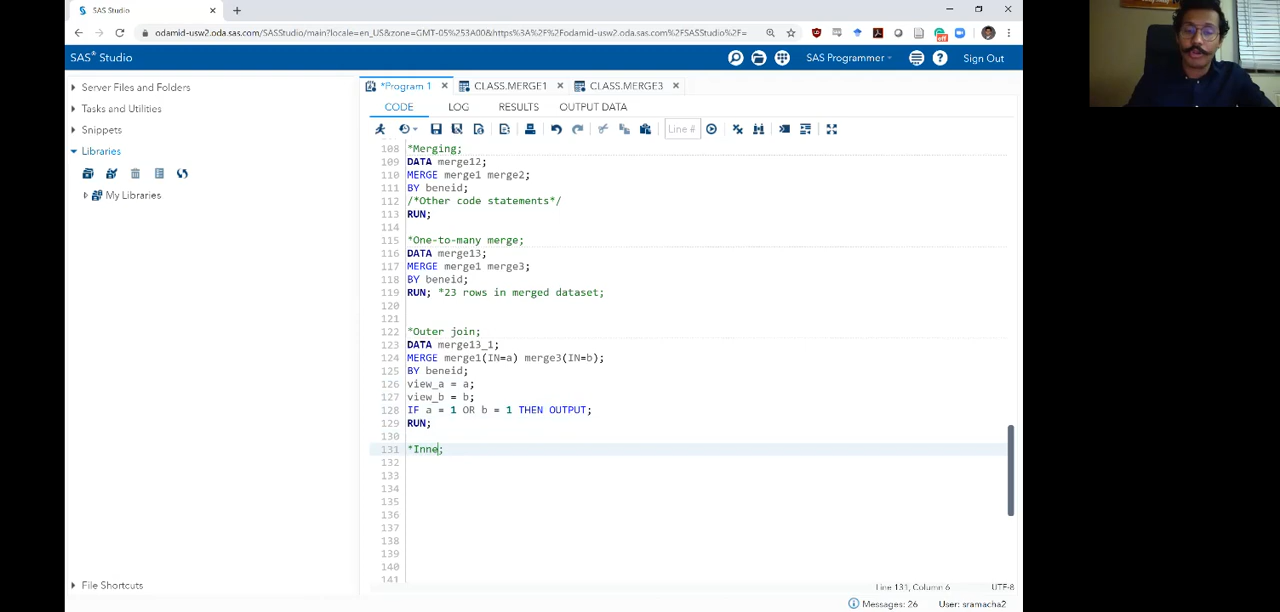 SAS Studio
odamid-usw2.oda.sas.com/SASStudio/main?locale=en_US&zone=GMT-05%253A00&https%3A%2F%2Fodamid-usw2.oda.sas.com%2FSASStudio%2F=
SAS® Studio
SAS Programmer
Sign Out
Server Files and Folders
Tasks and Utilities
Snippets
Libraries
My Libraries
File Shortcuts
*Program 1
CLASS.MERGE1
CLASS.MERGE3
CODE
LOG
RESULTS
OUTPUT DATA
Line #
108 *Merging;
109 DATA merge12;
110 MERGE merge1 merge2;
111 BY beneid;
112 /*Other code statements*/
113 RUN;
114
115 *One-to-many merge;
116 DATA merge13;
117 MERGE merge1 merge3;
118 BY beneid;
119 RUN; *23 rows in merged dataset;
120
121
122 *Outer join;
123 DATA merge13_1;
124 MERGE merge1(IN=a) merge3(IN=b);
125 BY beneid;
126 view_a = a;
127 view_b = b;
128 IF a = 1 OR b = 1 THEN OUTPUT;
129 RUN;
130
131 *Inne;
132
133
134
135
136
137
138
139
140
141
Line 131, Column 6
UTF-8
Messages: 26
User: sramacha2